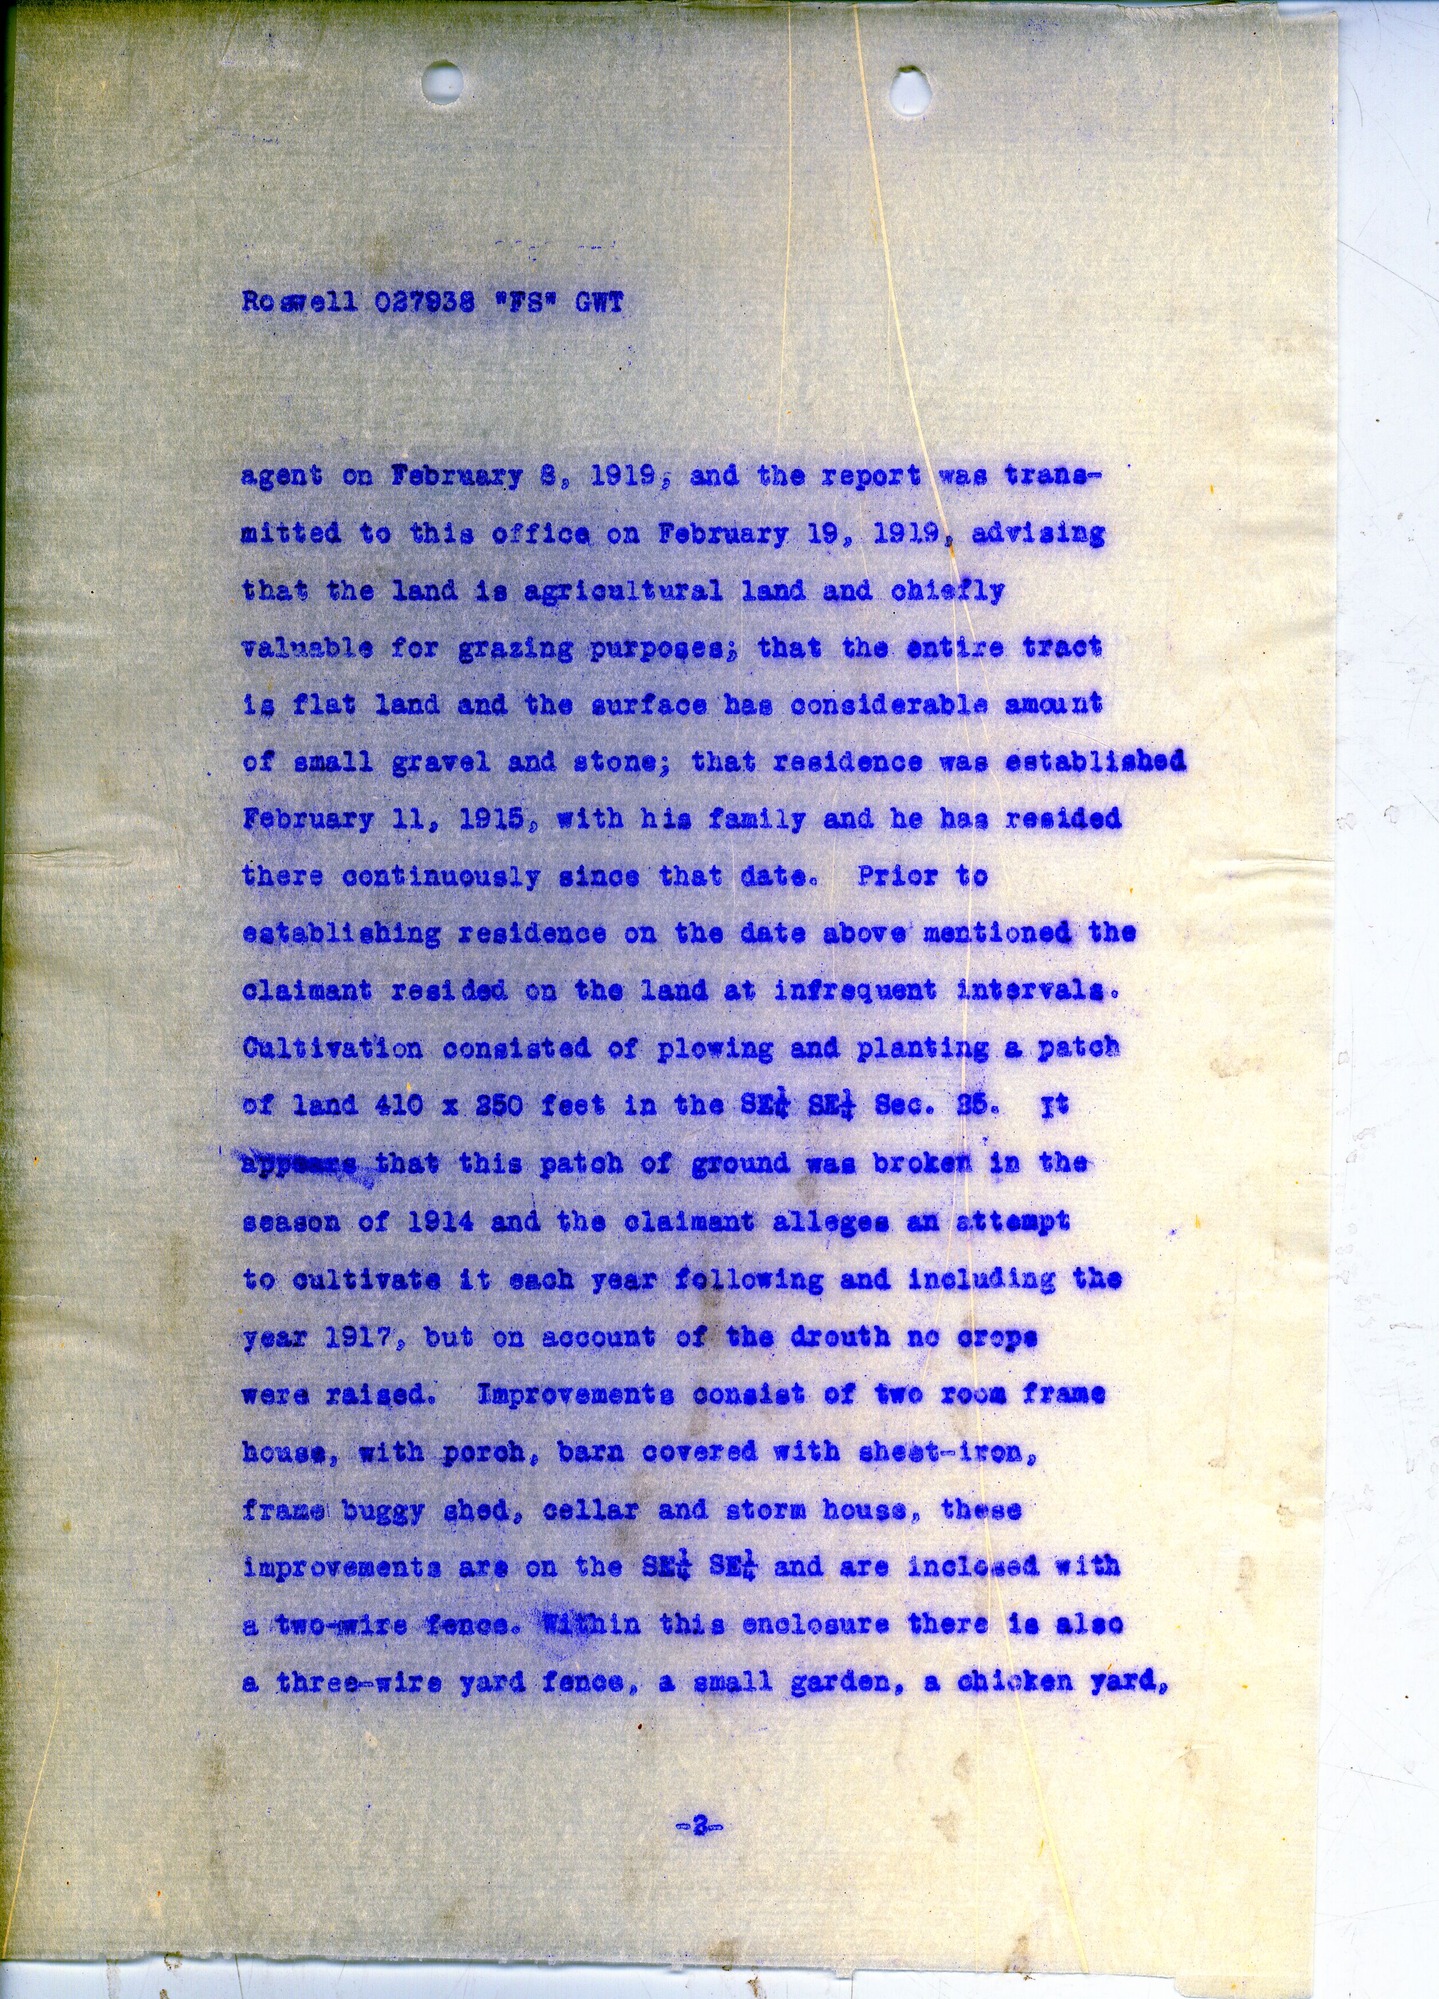 Roswell 027938 "FS" GWT
agent on February 8, 1919, and the report was trans-
mitted to this office on February 19, 1919, advising
that the land is agricultural land and chiefly
valuable for grazing purposes; that the entire tract
is flat land and the surface has considerable amount
of small gravel and stone; that residence was established
February 11, 1915, with his family and he has resided
there continuously since that date. Prior to
establishing residence on the date above mentioned the
claimant resided on the land at infrequent intervals.
Cultivation consisted of plowing and planting a patch
of land 410 x 250 feet in the SE¼ SE¼ Sec. It
appears that this patch of ground was broken in the
season of 1914 and the claimant alleges an attempt
to cultivate it each year following and including the
year 1917, but on account of the drouth no crops
were raised. Improvements consist of two room frame
house, with porch, barn covered with sheet-iron,
frame buggy shed, cellar and storm house, these
improvements are on the SE¼ SE¼ and are inclosed with
a two-wire fence. Within this enclosure there is also
a three-wire yard fence, a small garden, a chicken yard,